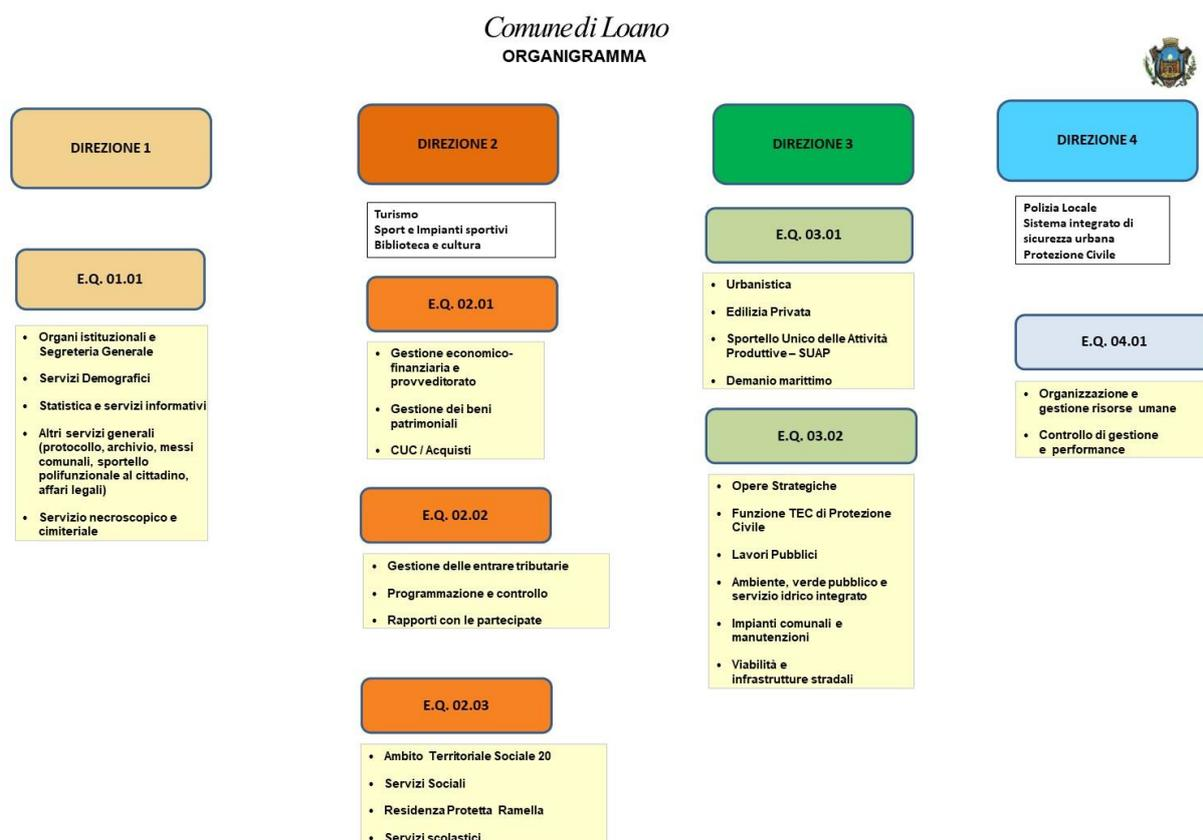 Comune di Loano
ORGANIGRAMMA
DIREZIONE 1
E.Q. 01.01
• Organi istituzionali e
Segreteria Generale
• Servizi Demografici
• Statistica e servizi informativi
• Altri servizi generali
(protocollo, archivio, messi
comunali, sportello
polifunzionale al cittadino,
affari legali)
• Servizio necroscopico e
cimiteriale
DIREZIONE 2
Turismo
Sport e Impianti sportivi
Biblioteca e cultura
E.Q. 02.01
• Gestione economico-
finanziaria e
provveditorato
• Gestione dei beni
patrimoniali
• CUC / Acquisti
E.Q. 02.02
• Gestione delle entrare tributarie
• Programmazione e controllo
• Rapporti con le partecipate
E.Q. 02.03
• Ambito Territoriale Sociale 20
• Servizi Sociali
• Residenza Protetta Ramella
• Servizi scolastici
DIREZIONE 3
E.Q. 03.01
• Urbanistica
• Edilizia Privata
• Sportello Unico delle Attività
Produttive – SUAP
• Demanio marittimo
E.Q. 03.02
• Opere Strategiche
• Funzione TEC di Protezione
Civile
• Lavori Pubblici
• Ambiente, verde pubblico e
servizio idrico integrato
• Impianti comunali e
manutenzioni
• Viabilità e
infrastrutture stradali
DIREZIONE 4
Polizia Locale
Sistema integrato di
sicurezza urbana
Protezione Civile
E.Q. 04.01
• Organizzazione e
gestione risorse umane
• Controllo di gestione
e performance